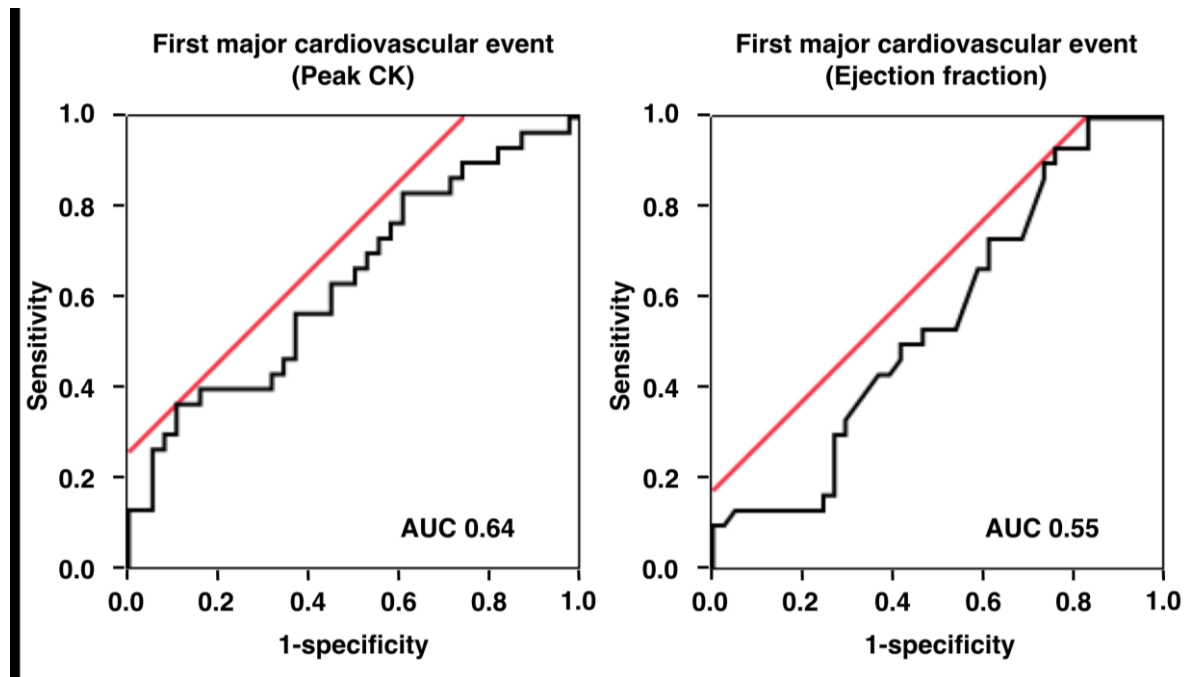 First major cardiovascular event
(Peak CK)
1.0
0.8
0.6
0.4
0.2
0.0
Sensitivity
AUC 0.64
0.0 0.2 0.4 0.6 0.8 1.0
1-specificity
First major cardiovascular event
(Ejection fraction)
1.0
0.8
0.6
0.4
0.2
0.0
Sensitivity
AUC 0.55
0.0 0.2 0.4 0.6 0.8 1.0
1-specificity